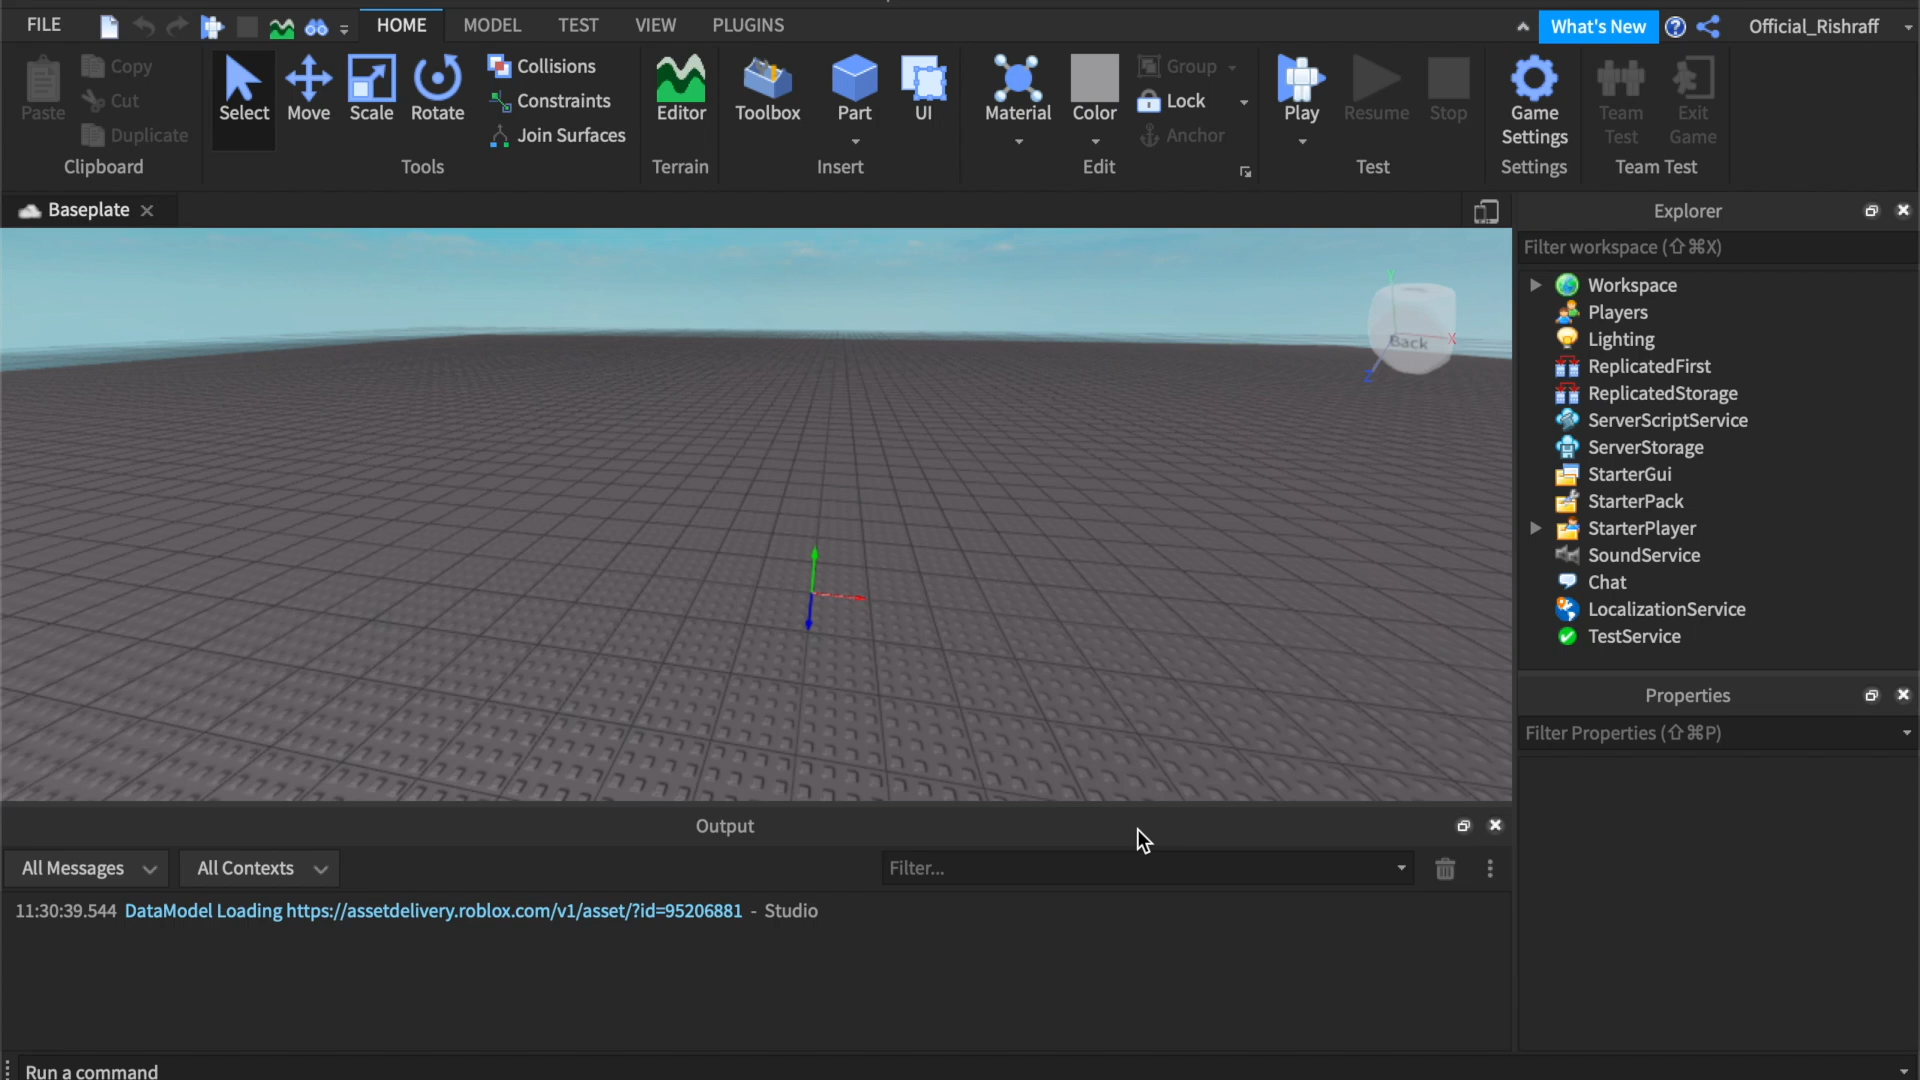 FILE
HOME
MODEL
TEST
VIEW
PLUGINS
What's New
Official_Rishraff
Paste
Copy
Cut
Duplicate
Clipboard
Select
Move
Scale
Rotate
Collisions
Constraints
Join Surfaces
Tools
Editor
Terrain
Toolbox
Part
UI
Insert
Material
Color
Group
Lock
Anchor
Edit
Play
Resume
Stop
Test
Game
Settings
Settings
Team
Test
Exit
Game
Team Test
Baseplate
Explorer
Filter workspace (⇧⌘X)
Workspace
Players
Lighting
ReplicatedFirst
ReplicatedStorage
ServerScriptService
ServerStorage
StarterGui
StarterPack
StarterPlayer
SoundService
Chat
LocalizationService
TestService
Y
X
Back
Z
Properties
Filter Properties (⇧⌘P)
Output
All Messages
All Contexts
Filter...
11:30:39.544 DataModel Loading https://assetdelivery.roblox.com/v1/asset/?id=95206881 - Studio
Run a command